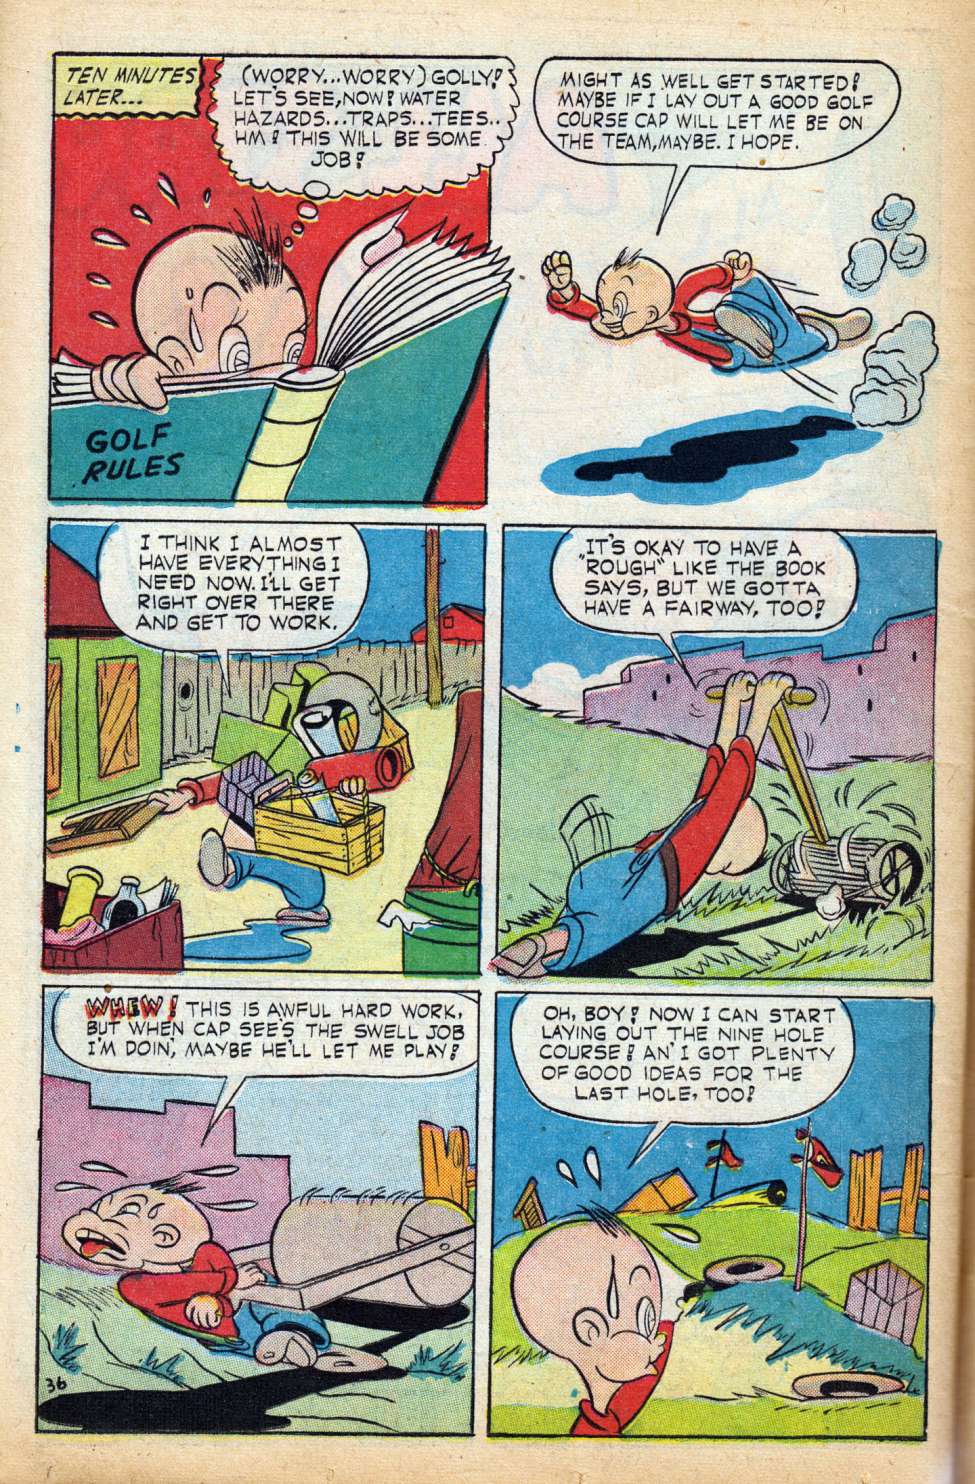 TEN MINUTES
LATER...
(WORRY...WORRY) GOLLY!
LET'S SEE, NOW! WATER
HAZARDS...TRAPS...TEES..
HM! THIS WILL BE SOME
JOB!
GOLF
RULES
MIGHT AS WELL GET STARTED!
MAYBE IF I LAY OUT A GOOD GOLF
COURSE CAP WILL LET ME BE ON
THE TEAM, MAYBE. I HOPE.
I THINK I ALMOST
HAVE EVERYTHING I
NEED NOW. I'LL GET
RIGHT OVER THERE
AND GET TO WORK.
IT'S OKAY TO HAVE A
"ROUGH" LIKE THE BOOK
SAYS, BUT WE GOTTA
HAVE A FAIRWAY, TOO!
WHEW! THIS IS AWFUL HARD WORK,
BUT WHEN CAP SEE'S THE SWELL JOB
I'M DOIN', MAYBE HE'LL LET ME PLAY!
36
OH, BOY! NOW I CAN START
LAYING OUT THE NINE HOLE
COURSE! AN' I GOT PLENTY
OF GOOD IDEAS FOR THE
LAST HOLE, TOO!